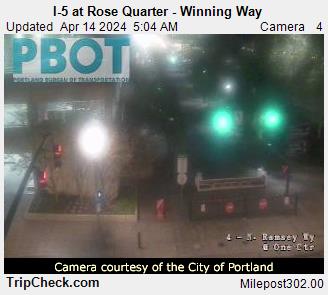 I-5 at Rose Quarter - Winning Way
Updated Apr 14 2024 5:04 AM Camera 4
PBOT
PORTLAND BUREAU OF TRANSPORTATION
4 - N. Ramsey Wy
@ One Ctr
Camera courtesy of the City of Portland
TripCheck.com Milepost302.00